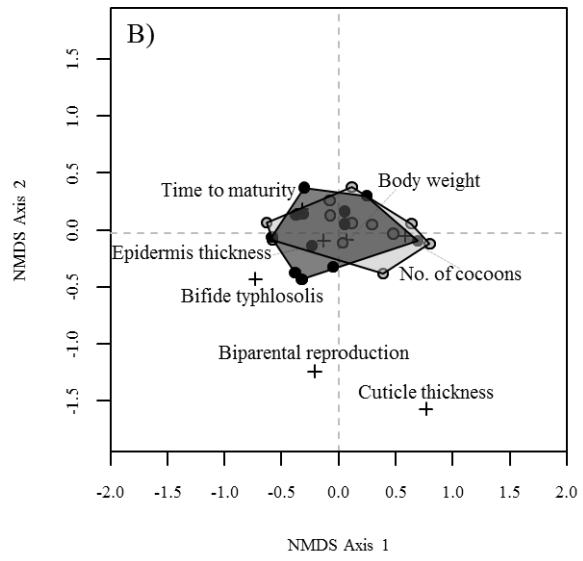 B)
1.5
1.0
0.5
0.0
-0.5
-1.0
-1.5
NMDS Axis 2
Body weight
Time to maturity
Epidermis thickness
No. of cocoons
Bifide typhlosolis
Biparental reproduction
Cuticle thickness
-2.0 -1.5 -1.0 -0.5 0.0 0.5 1.0 1.5 2.0
NMDS Axis 1